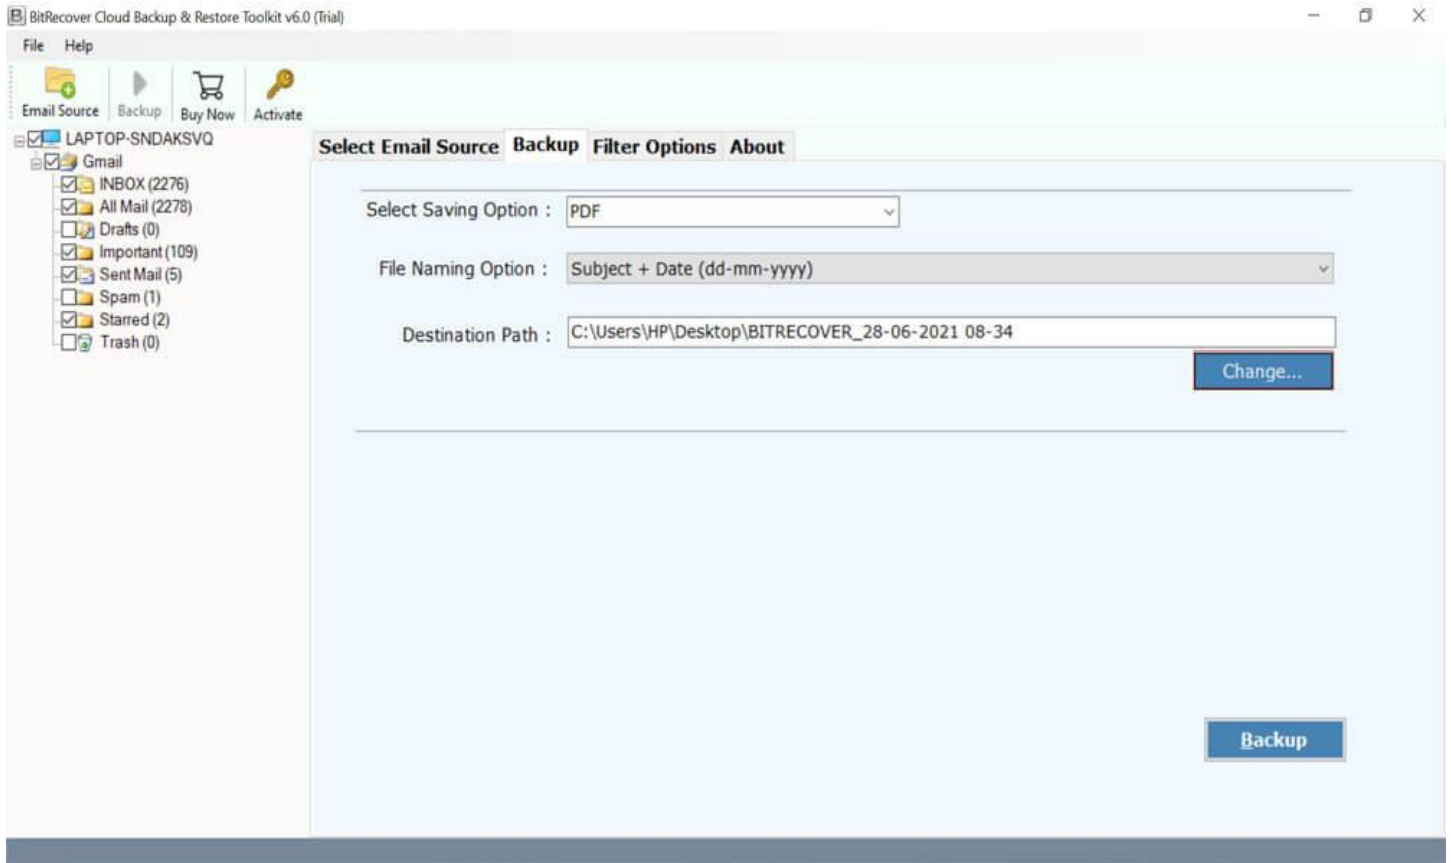 BitRecover Cloud Backup & Restore Toolkit v6.0 (Trial)
File Help
Email Source Backup Buy Now Activate
LAPTOP-SNDAKSVQ
Gmail
INBOX (2276)
All Mail (2278)
Drafts (0)
Important (109)
Sent Mail (5)
Spam (1)
Starred (2)
Trash (0)
Select Email Source Backup Filter Options About
Select Saving Option : PDF
File Naming Option : Subject + Date (dd-mm-yyyy)
Destination Path : C:\Users\HP\Desktop\BITRECOVER_28-06-2021 08-34
Change...
Backup